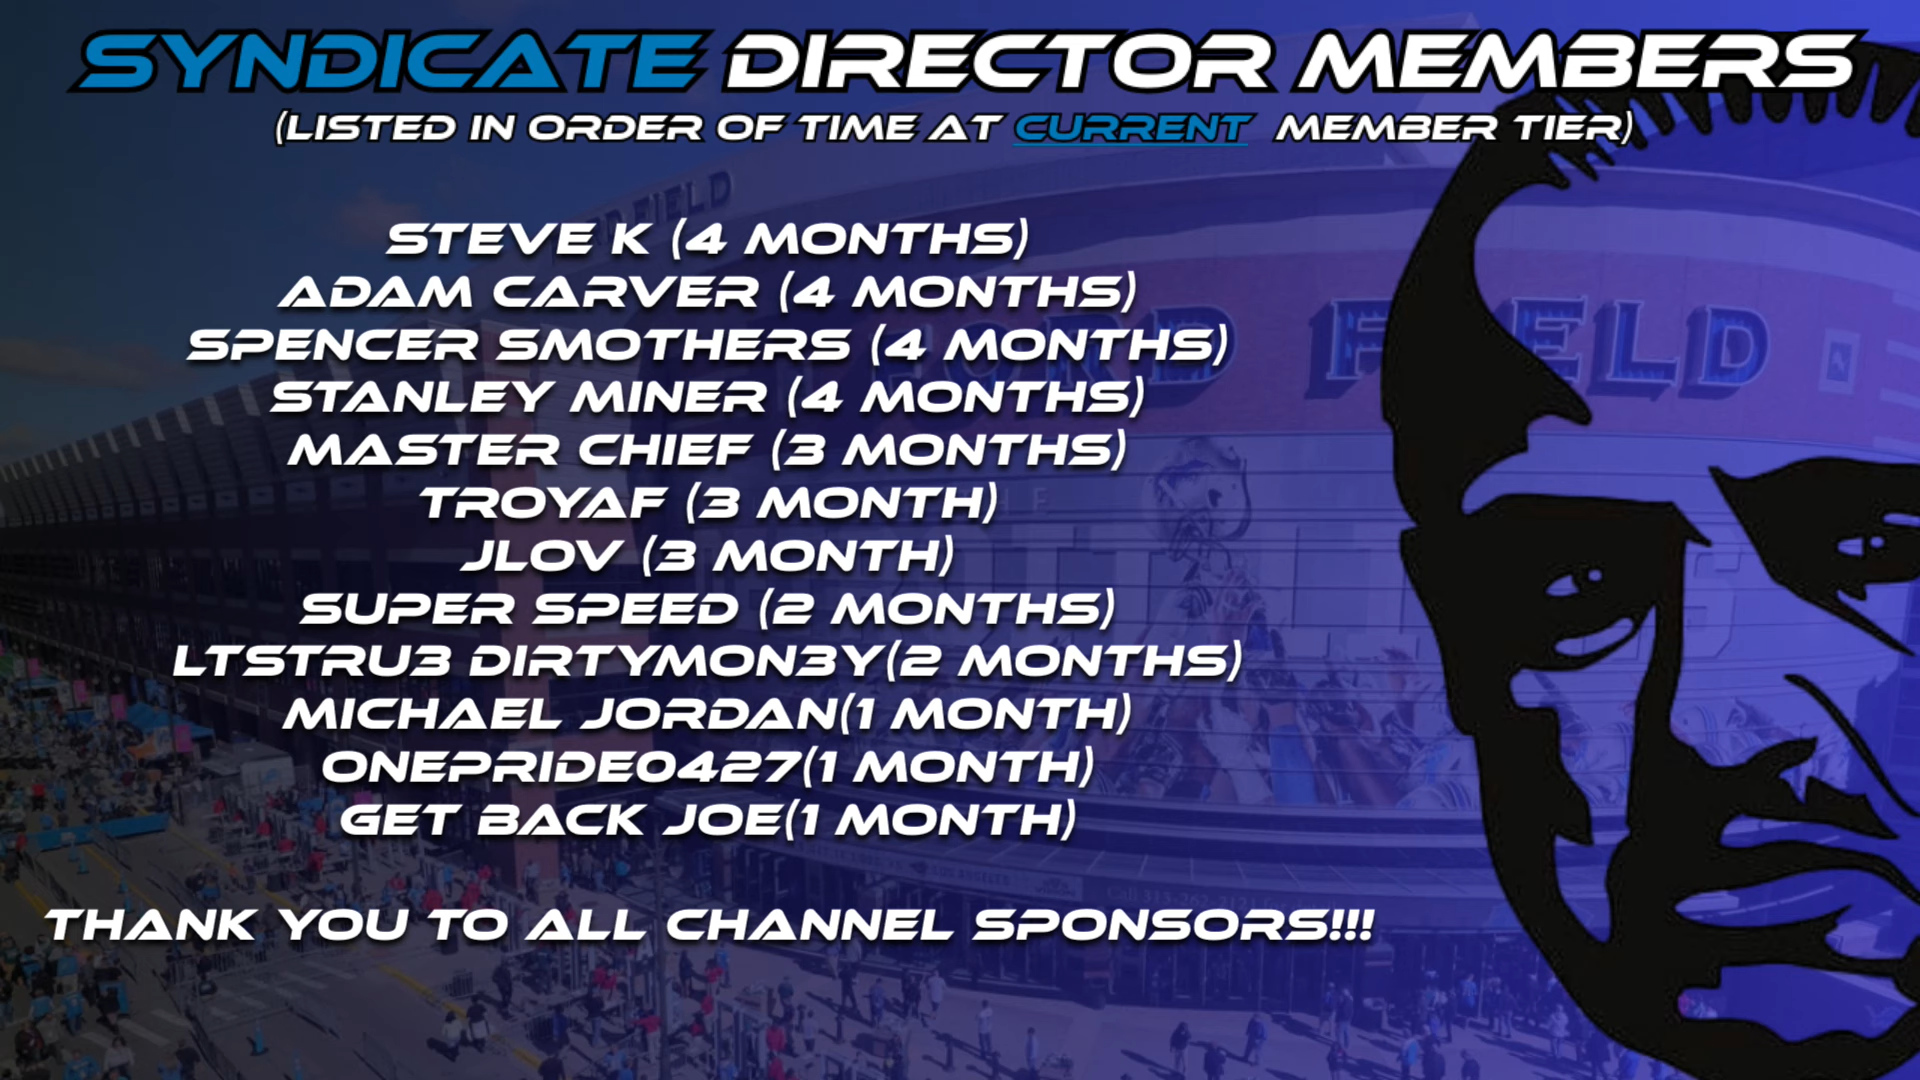 SYNDICATE DIRECTOR MEMBERS
(LISTED IN ORDER OF TIME AT CURRENT MEMBER TIER)
FIELD
FORD FIELD
STEVE K (4 MONTHS)
ADAM CARVER (4 MONTHS)
SPENCER SMOTHERS (4 MONTHS)
STANLEY MINER (4 MONTHS)
MASTER CHIEF (3 MONTHS)
TROYAF (3 MONTH)
JLOV (3 MONTH)
SUPER SPEED (2 MONTHS)
LTSTRU3 DIRTYMON3Y(2 MONTHS)
MICHAEL JORDAN(1 MONTH)
ONEPRIDE0427(1 MONTH)
GET BACK JOE(1 MONTH)
THANK YOU TO ALL CHANNEL SPONSORS!!!